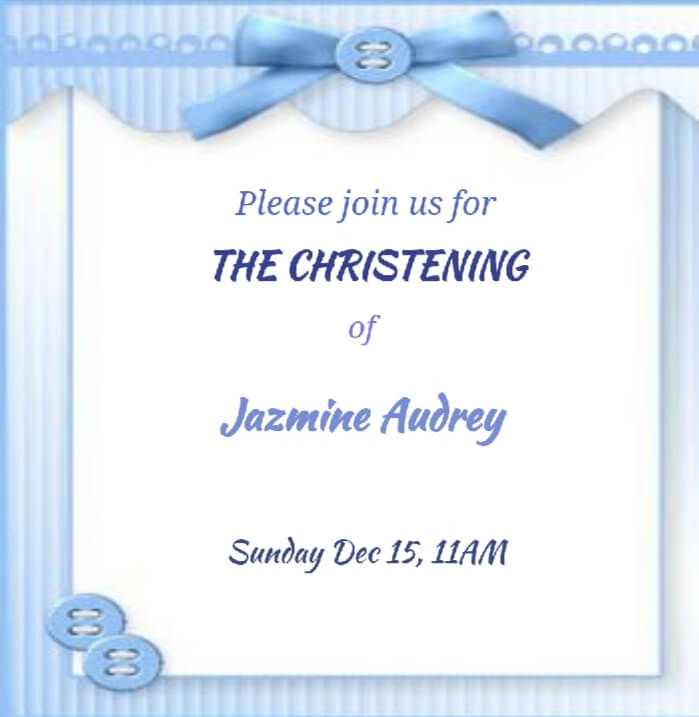 Please join us for
THE CHRISTENING
of
Jazmine Audrey
Sunday Dec 15, 11AM